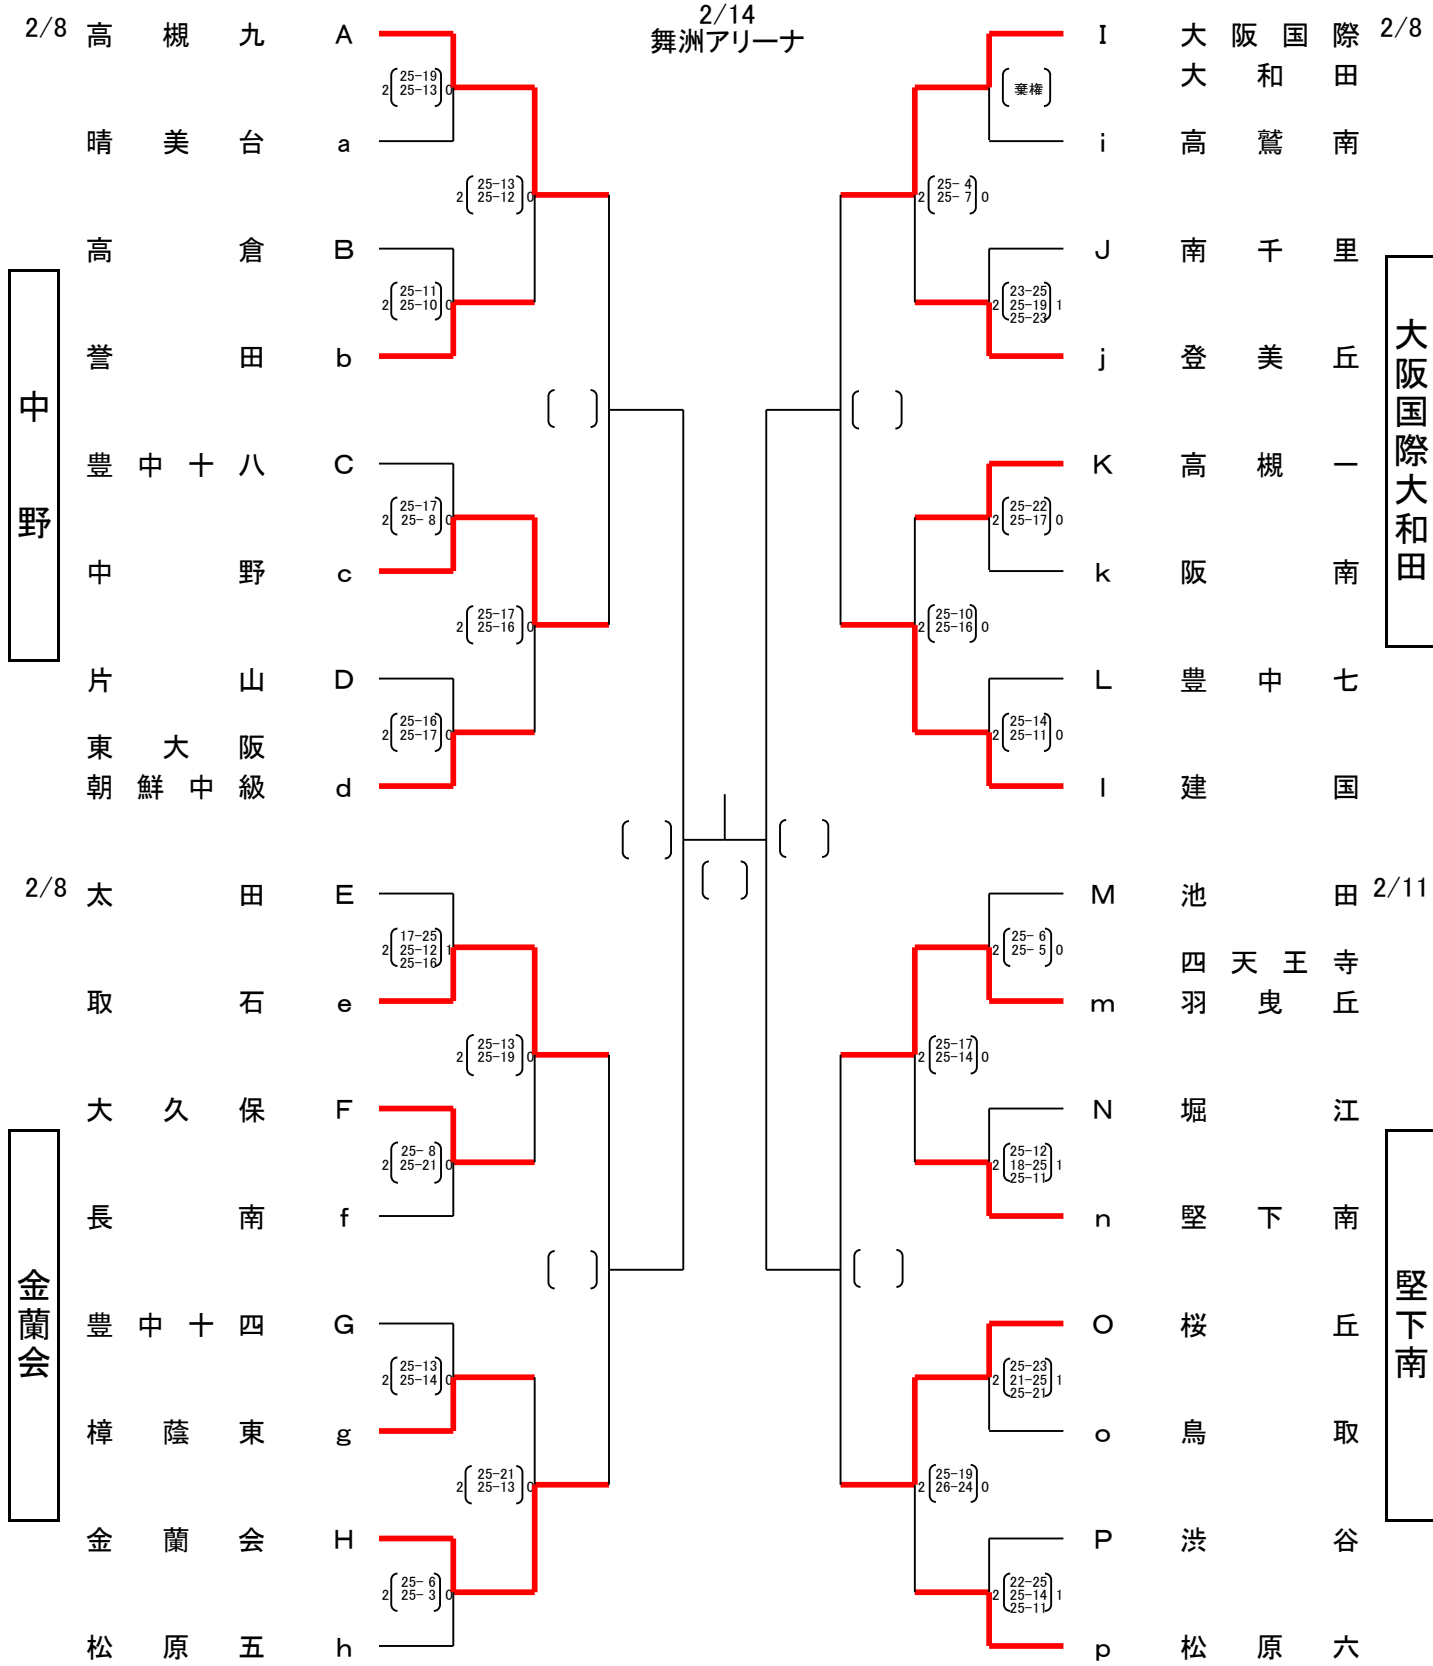 2/14
舞洲アリーナ
2/8
高槻九 A
25-19
2 25-13 0
晴美台 a
25-13
2 25-12 0
高倉 B
25-11
2 25-10 0
誉田 b
中野
豊中十八 C
25-17
2 25- 8 0
中野 c
25-17
2 25-16 0
片山 D
25-16
2 25-17 0
東大阪
朝鮮中級 d
2/8
太田 E
17-25
2 25-12 1
25-16
取石 e
25-13
2 25-19 0
大久保 F
25- 8
2 25-21 0
長南 f
金蘭会
豊中十四 G
25-13
2 25-14 0
樟蔭東 g
25-21
2 25-13 0
金蘭会 H
25- 6
2 25- 3 0
松原五 h
2/8
I 大阪国際
大和田
棄権
i 高鷲南
25- 4
2 25- 7 0
J 南千里
23-25
2 25-19 1
25-23
j 登美丘
大阪国際大和田
K 高槻一
25-22
2 25-17 0
k 阪南
25-10
2 25-16 0
L 豊中七
25-14
2 25-11 0
l 建国
2/11
M 池田
25- 6
2 25- 5 0
四天王寺
m 羽曳丘
25-17
2 25-14 0
N 堀江
25-12
2 18-25 1
25-11
n 堅下南
堅下南
O 桜丘
25-23
2 21-25 1
25-21
o 鳥取
25-19
2 26-24 0
P 渋谷
22-25
2 25-14 1
25-11
p 松原六